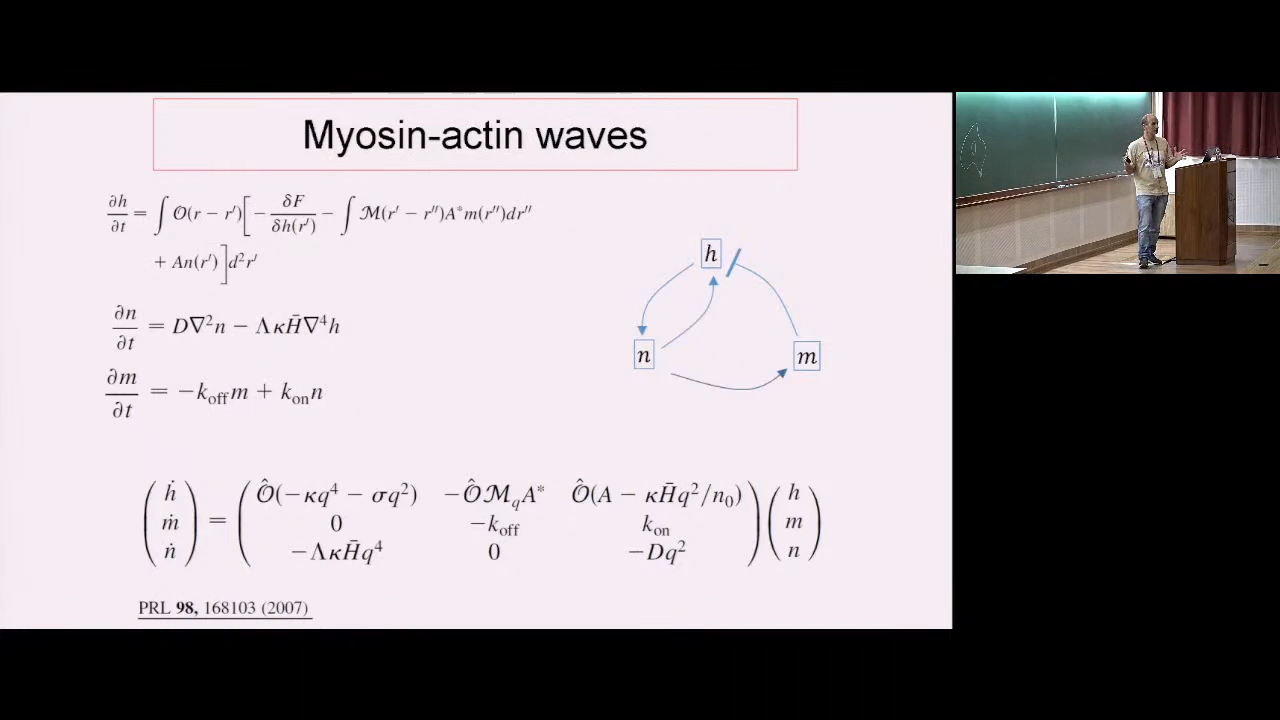 Myosin-actin waves
∂h/∂t = ∫ 𝒪(r − r′)[ − δF/δh(r′) − ∫ ℳ(r′ − r″)A*m(r″)dr″
+ An(r′) ]d²r′
∂n/∂t = D∇²n − ΛκH̄∇⁴h
∂m/∂t = −k_off m + k_on n
h
n
m
ḣ 𝒪̂(−κq⁴ − σq²) −𝒪̂ℳ_qA* 𝒪̂(A − κH̄q²/n₀) h
ṁ = 0 −k_off k_on m
ṅ −ΛκH̄q⁴ 0 −Dq² n
PRL 98, 168103 (2007)